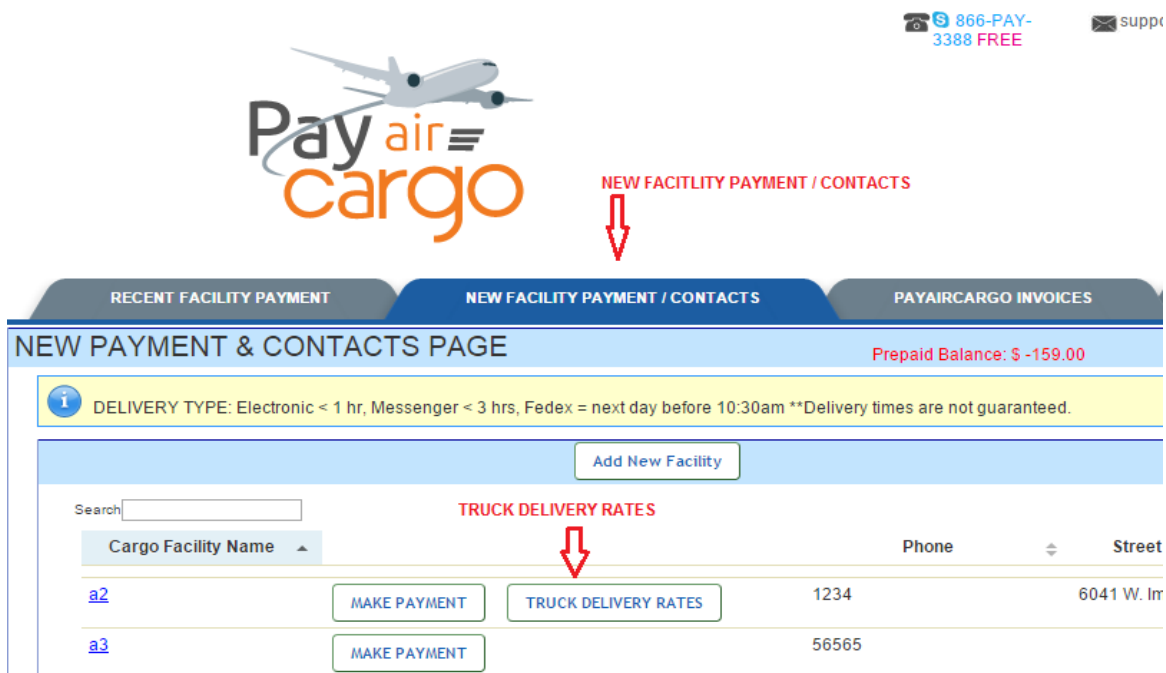 866-PAY-
3388 FREE
Pay air
cargo
NEW FACITLITY PAYMENT / CONTACTS
RECENT FACILITY PAYMENT
NEW FACILITY PAYMENT / CONTACTS
PAYAIRCARGO INVOICES
NEW PAYMENT & CONTACTS PAGE
Prepaid Balance: $ -159.00
i
DELIVERY TYPE: Electronic < 1 hr, Messenger < 3 hrs, Fedex = next day before 10:30am **Delivery times are not guaranteed.
Add New Facility
Search
TRUCK DELIVERY RATES
Cargo Facility Name
Phone
Street
a2
MAKE PAYMENT
TRUCK DELIVERY RATES
1234
6041 W. Im
a3
MAKE PAYMENT
56565